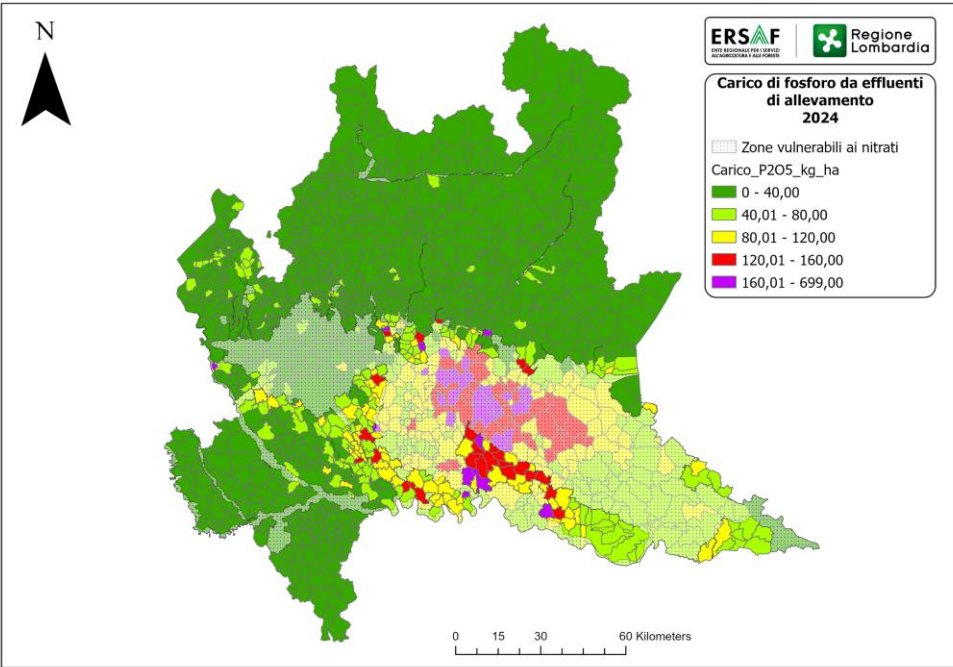 N
ERSAF
ENTE REGIONALE PER I SERVIZI
ALL'AGRICOLTURA E ALLE FORESTE
Regione
Lombardia
Carico di fosforo da effluenti
di allevamento
2024
Zone vulnerabili ai nitrati
Carico_P2O5_kg_ha
0 - 40,00
40,01 - 80,00
80,01 - 120,00
120,01 - 160,00
160,01 - 699,00
0 15 30 60 Kilometers